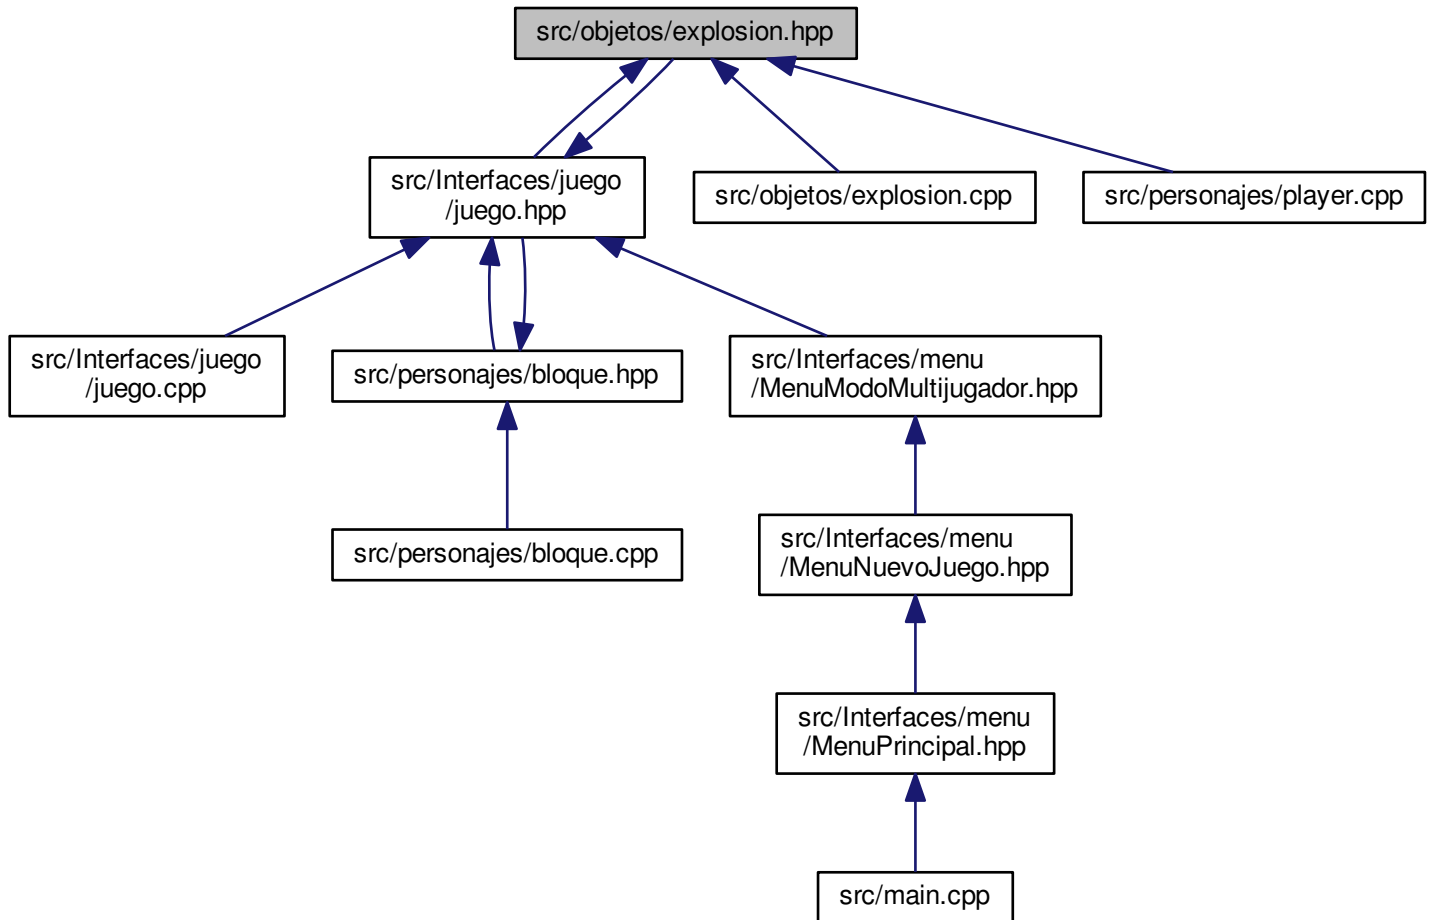 src/objetos/explosion.hpp
src/Interfaces/juego
/juego.hpp
src/objetos/explosion.cpp
src/personajes/player.cpp
src/Interfaces/juego
/juego.cpp
src/personajes/bloque.hpp
src/Interfaces/menu
/MenuModoMultijugador.hpp
src/personajes/bloque.cpp
src/Interfaces/menu
/MenuNuevoJuego.hpp
src/Interfaces/menu
/MenuPrincipal.hpp
src/main.cpp